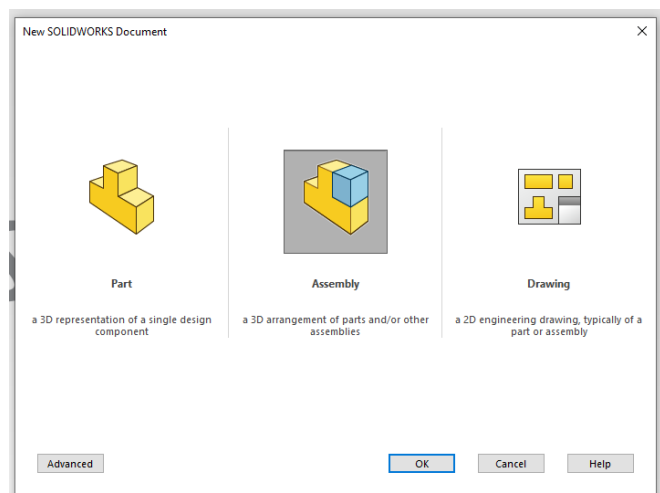 New SOLIDWORKS Document
Part
a 3D representation of a single design
component
Assembly
a 3D arrangement of parts and/or other
assemblies
Drawing
a 2D engineering drawing, typically of a
part or assembly
Advanced
OK
Cancel
Help